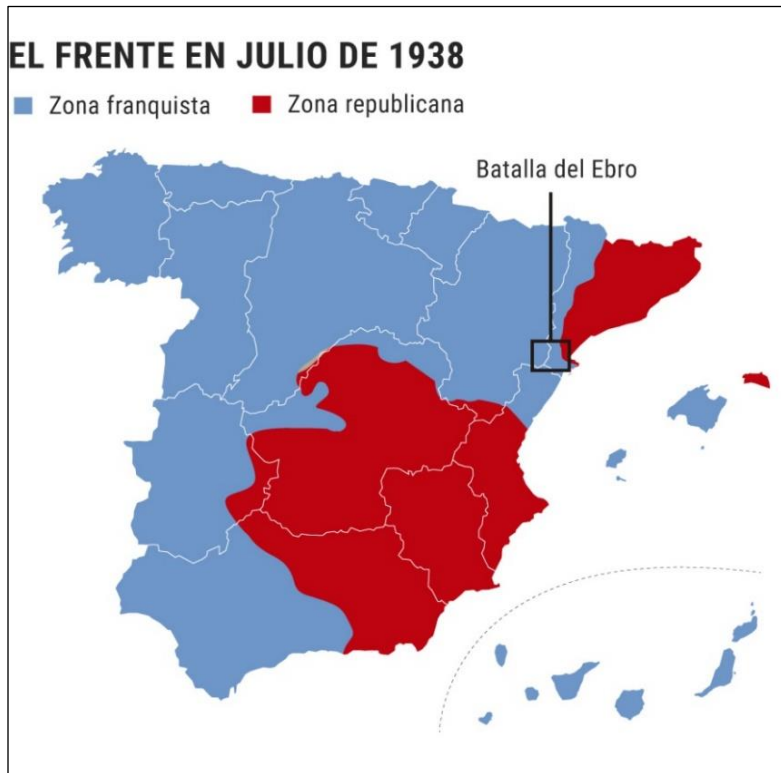 EL FRENTE EN JULIO DE 1938
Zona franquista Zona republicana
Batalla del Ebro